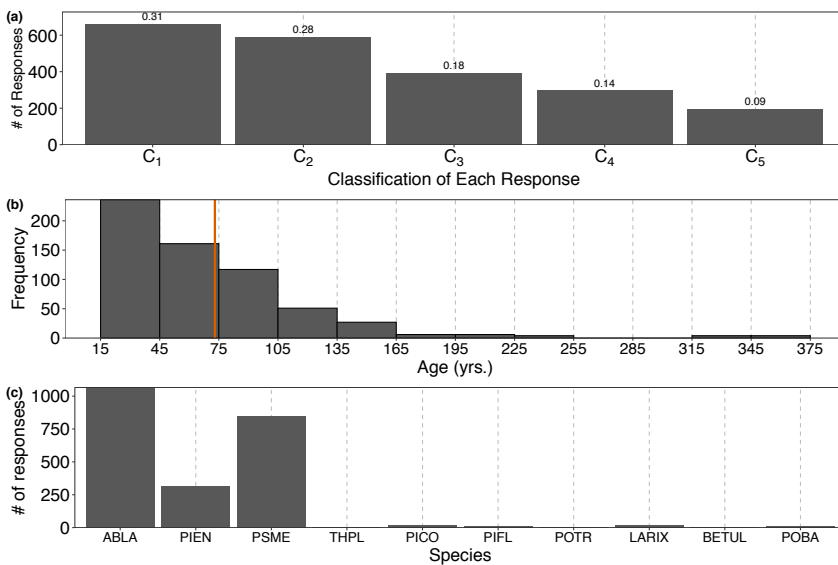 (a)
# of Responses
600
400
200
0
0.31
0.28
0.18
0.14
0.09
C1 C2 C3 C4 C5
Classification of Each Response
(b)
Frequency
200
150
100
50
0
15 45 75 105 135 165 195 225 255 285 315 345 375
Age (yrs.)
(c)
# of responses
1000
750
500
250
0
ABLA PIEN PSME THPL PICO PIFL POTR LARIX BETUL POBA
Species